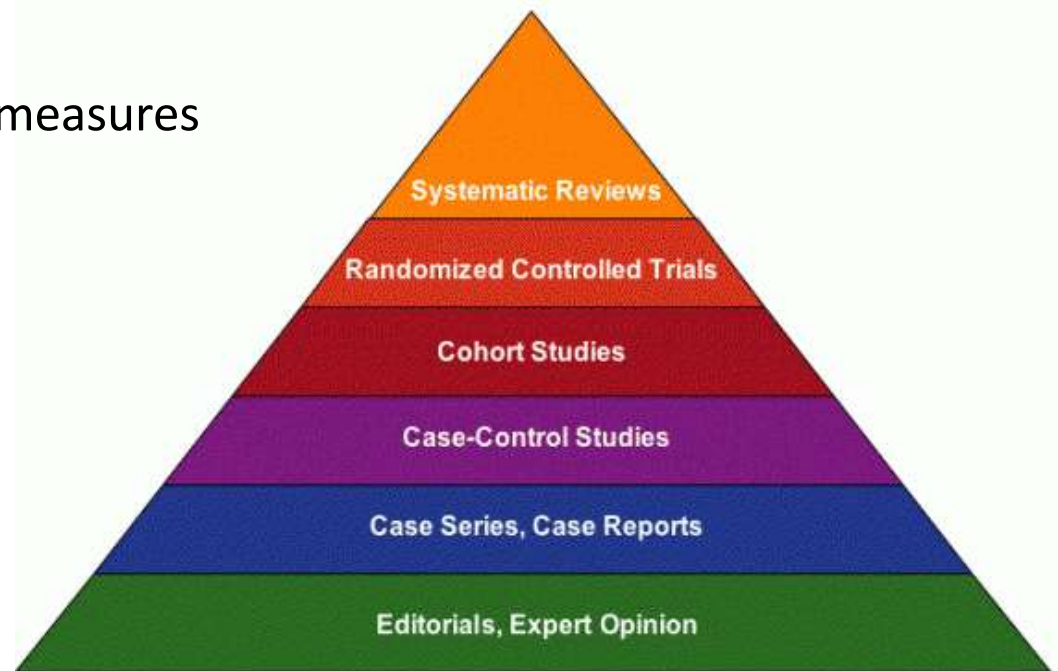 measures
Systematic Reviews
Randomized Controlled Trials
Cohort Studies
Case-Control Studies
Case Series, Case Reports
Editorials, Expert Opinion